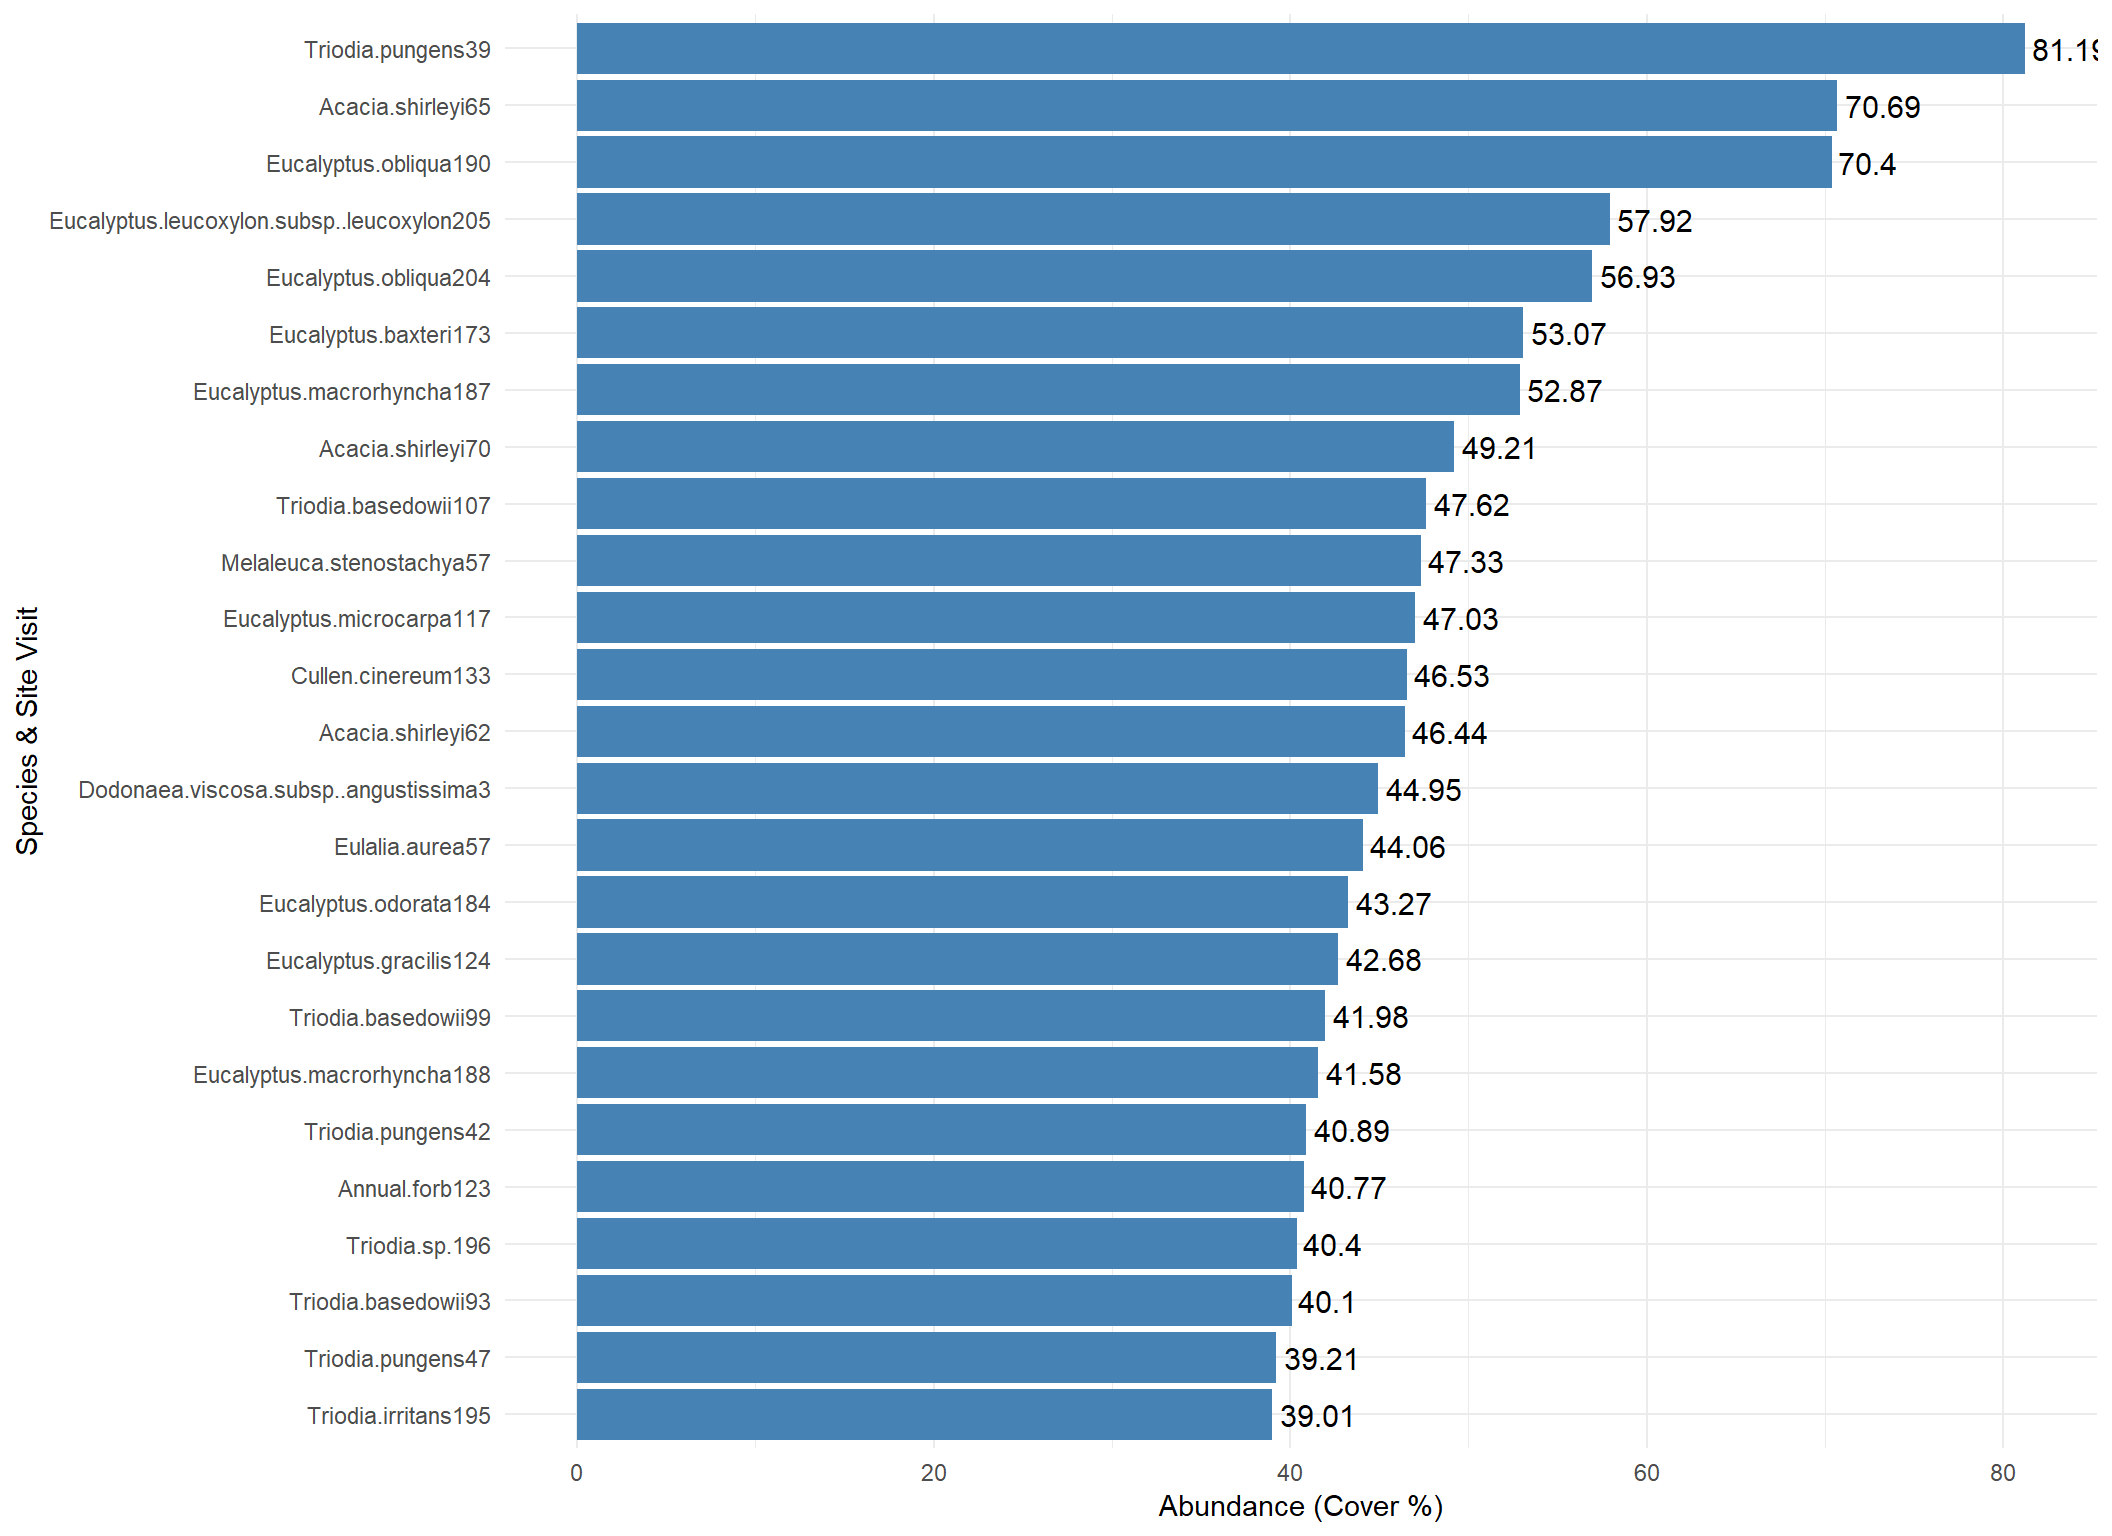 Triodia.pungens39 81.19
Acacia.shirleyi65 70.69
Eucalyptus.obliqua190 70.4
Eucalyptus.leucoxylon.subsp..leucoxylon205 57.92
Eucalyptus.obliqua204 56.93
Eucalyptus.baxteri173 53.07
Eucalyptus.macrorhyncha187 52.87
Acacia.shirleyi70 49.21
Triodia.basedowii107 47.62
Melaleuca.stenostachya57 47.33
Eucalyptus.microcarpa117 47.03
Cullen.cinereum133 46.53
Acacia.shirleyi62 46.44
Dodonaea.viscosa.subsp..angustissima3 44.95
Eulalia.aurea57 44.06
Eucalyptus.odorata184 43.27
Eucalyptus.gracilis124 42.68
Triodia.basedowii99 41.98
Eucalyptus.macrorhyncha188 41.58
Triodia.pungens42 40.89
Annual.forb123 40.77
Triodia.sp.196 40.4
Triodia.basedowii93 40.1
Triodia.pungens47 39.21
Triodia.irritans195 39.01
Species & Site Visit
0 20 40 60 80
Abundance (Cover %)